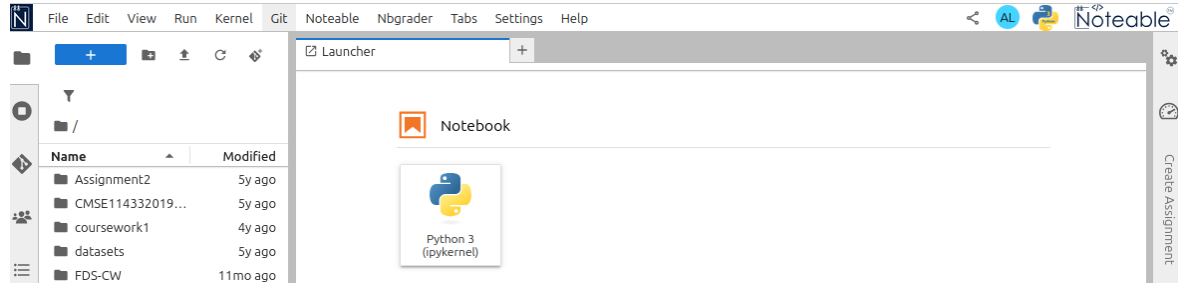 N File Edit View Run Kernel Git Noteable Nbgrader Tabs Settings Help AL Noteable
+ Launcher +
/
Notebook
Name Modified
Assignment2 5y ago
CMSE114332019... 5y ago
coursework1 4y ago
datasets 5y ago
FDS-CW 11mo ago
Python 3
(ipykernel)
Create Assignment